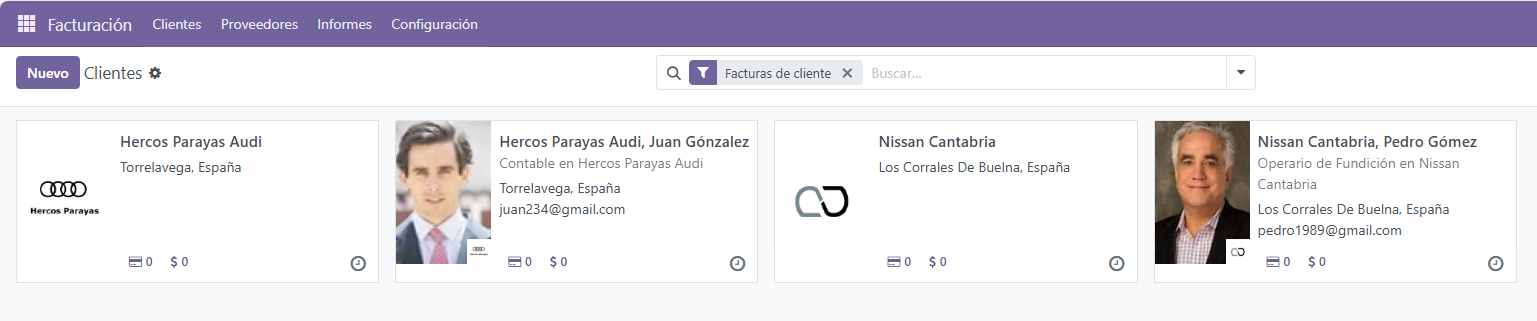 Facturación Clientes Proveedores Informes Configuración
Nuevo Clientes Facturas de cliente Buscar...
Hercos Parayas Audi
Torrelavega, España
Hercos Parayas
0 $ 0
Hercos Parayas Audi, Juan Gónzalez
Contable en Hercos Parayas Audi
Torrelavega, España
juan234@gmail.com
0 $ 0
Nissan Cantabria
Los Corrales De Buelna, España
0 $ 0
Nissan Cantabria, Pedro Gómez
Operario de Fundición en Nissan
Cantabria
Los Corrales De Buelna, España
pedro1989@gmail.com
0 $ 0